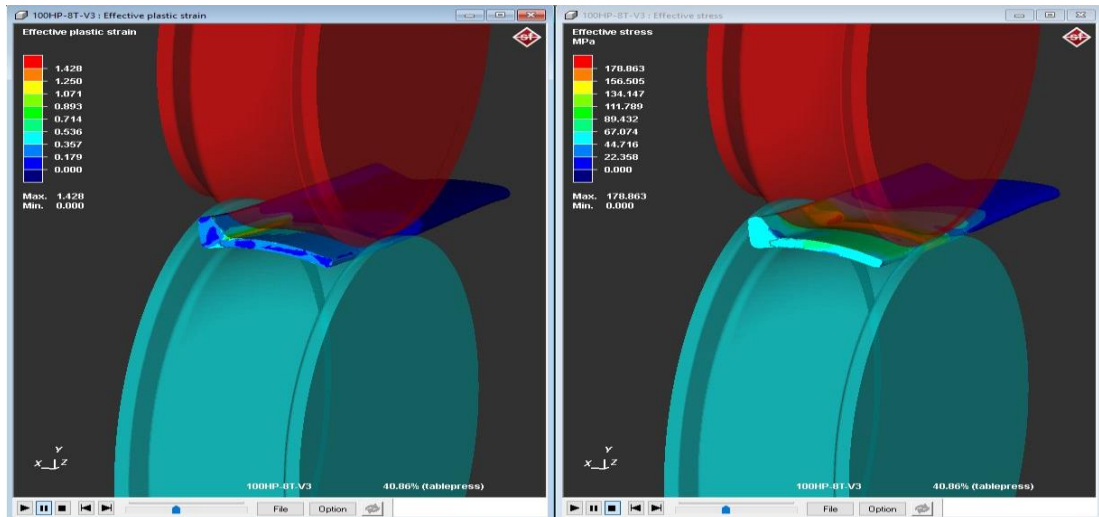 100HP-8T-V3 : Effective plastic strain
Effective plastic strain
1.428
1.250
1.071
0.893
0.714
0.536
0.357
0.179
0.000
Max. 1.428
Min. 0.000
Y
X Z
100HP-8T-V3 40.86% (tablepress)
File Option
100HP-8T-V3 : Effective stress
Effective stress
MPa
sf
178.863
156.505
134.147
111.789
89.432
67.074
44.716
22.358
0.000
Max. 178.863
Min. 0.000
Y
X Z
100HP-8T-V3 40.86% (tablepress)
File Option